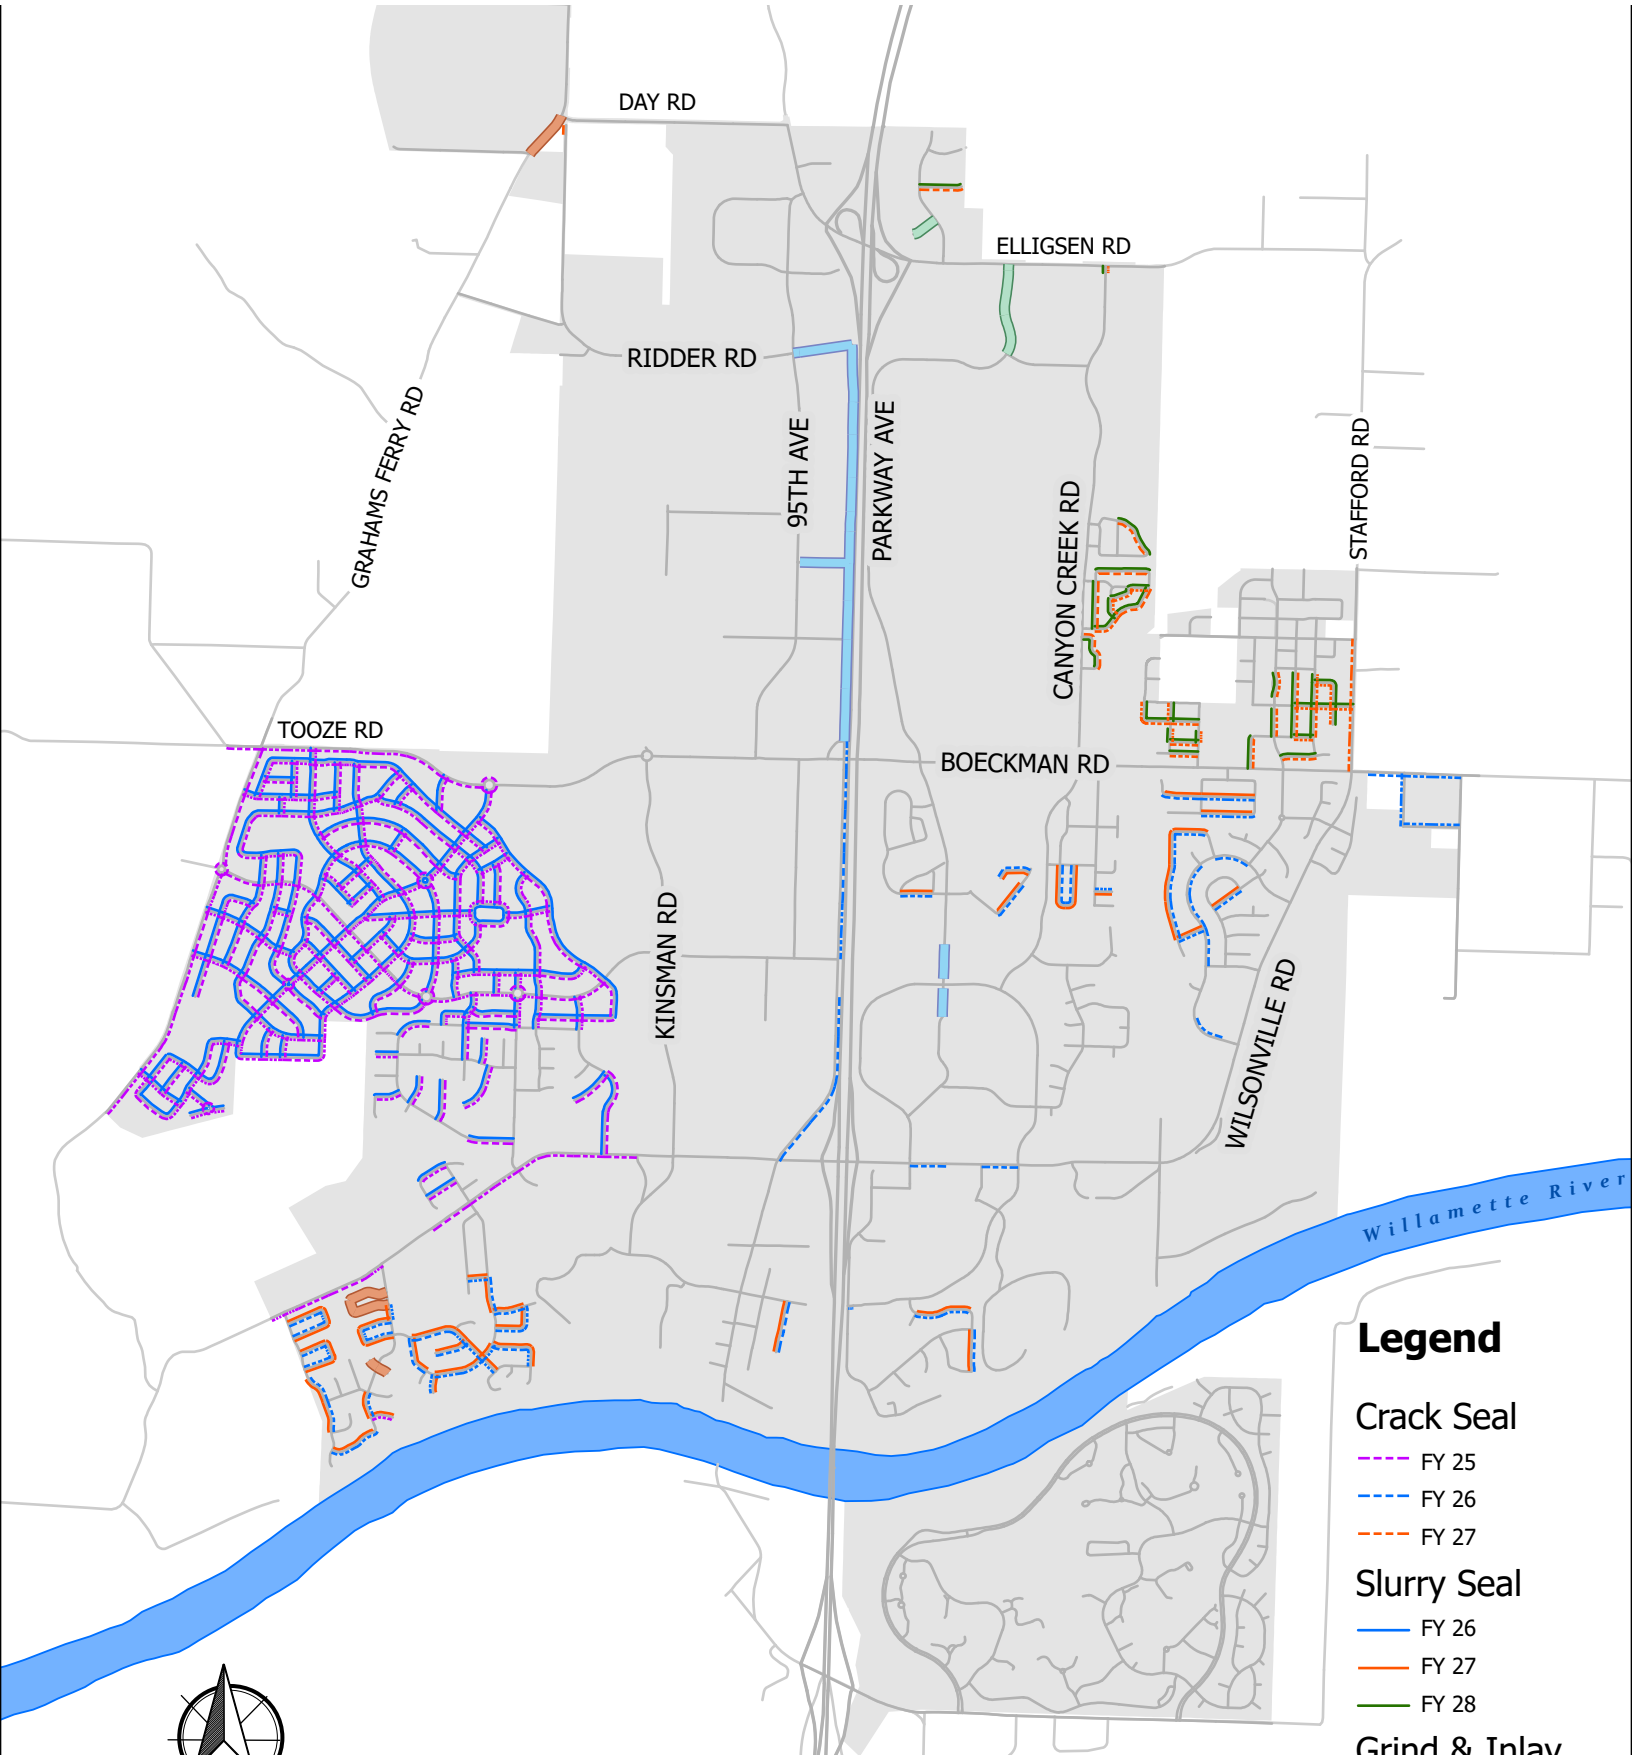 DAY RD
ELLIGSEN RD
RIDDER RD
GRAHAMS FERRY RD
95TH AVE
PARKWAY AVE
CANYON CREEK RD
STAFFORD RD
TOOZE RD
BOECKMAN RD
KINSMAN RD
WILSONVILLE RD
Willamette River
Legend
Crack Seal
FY 25
FY 26
FY 27
Slurry Seal
FY 26
FY 27
FY 28
Grind & Inlay